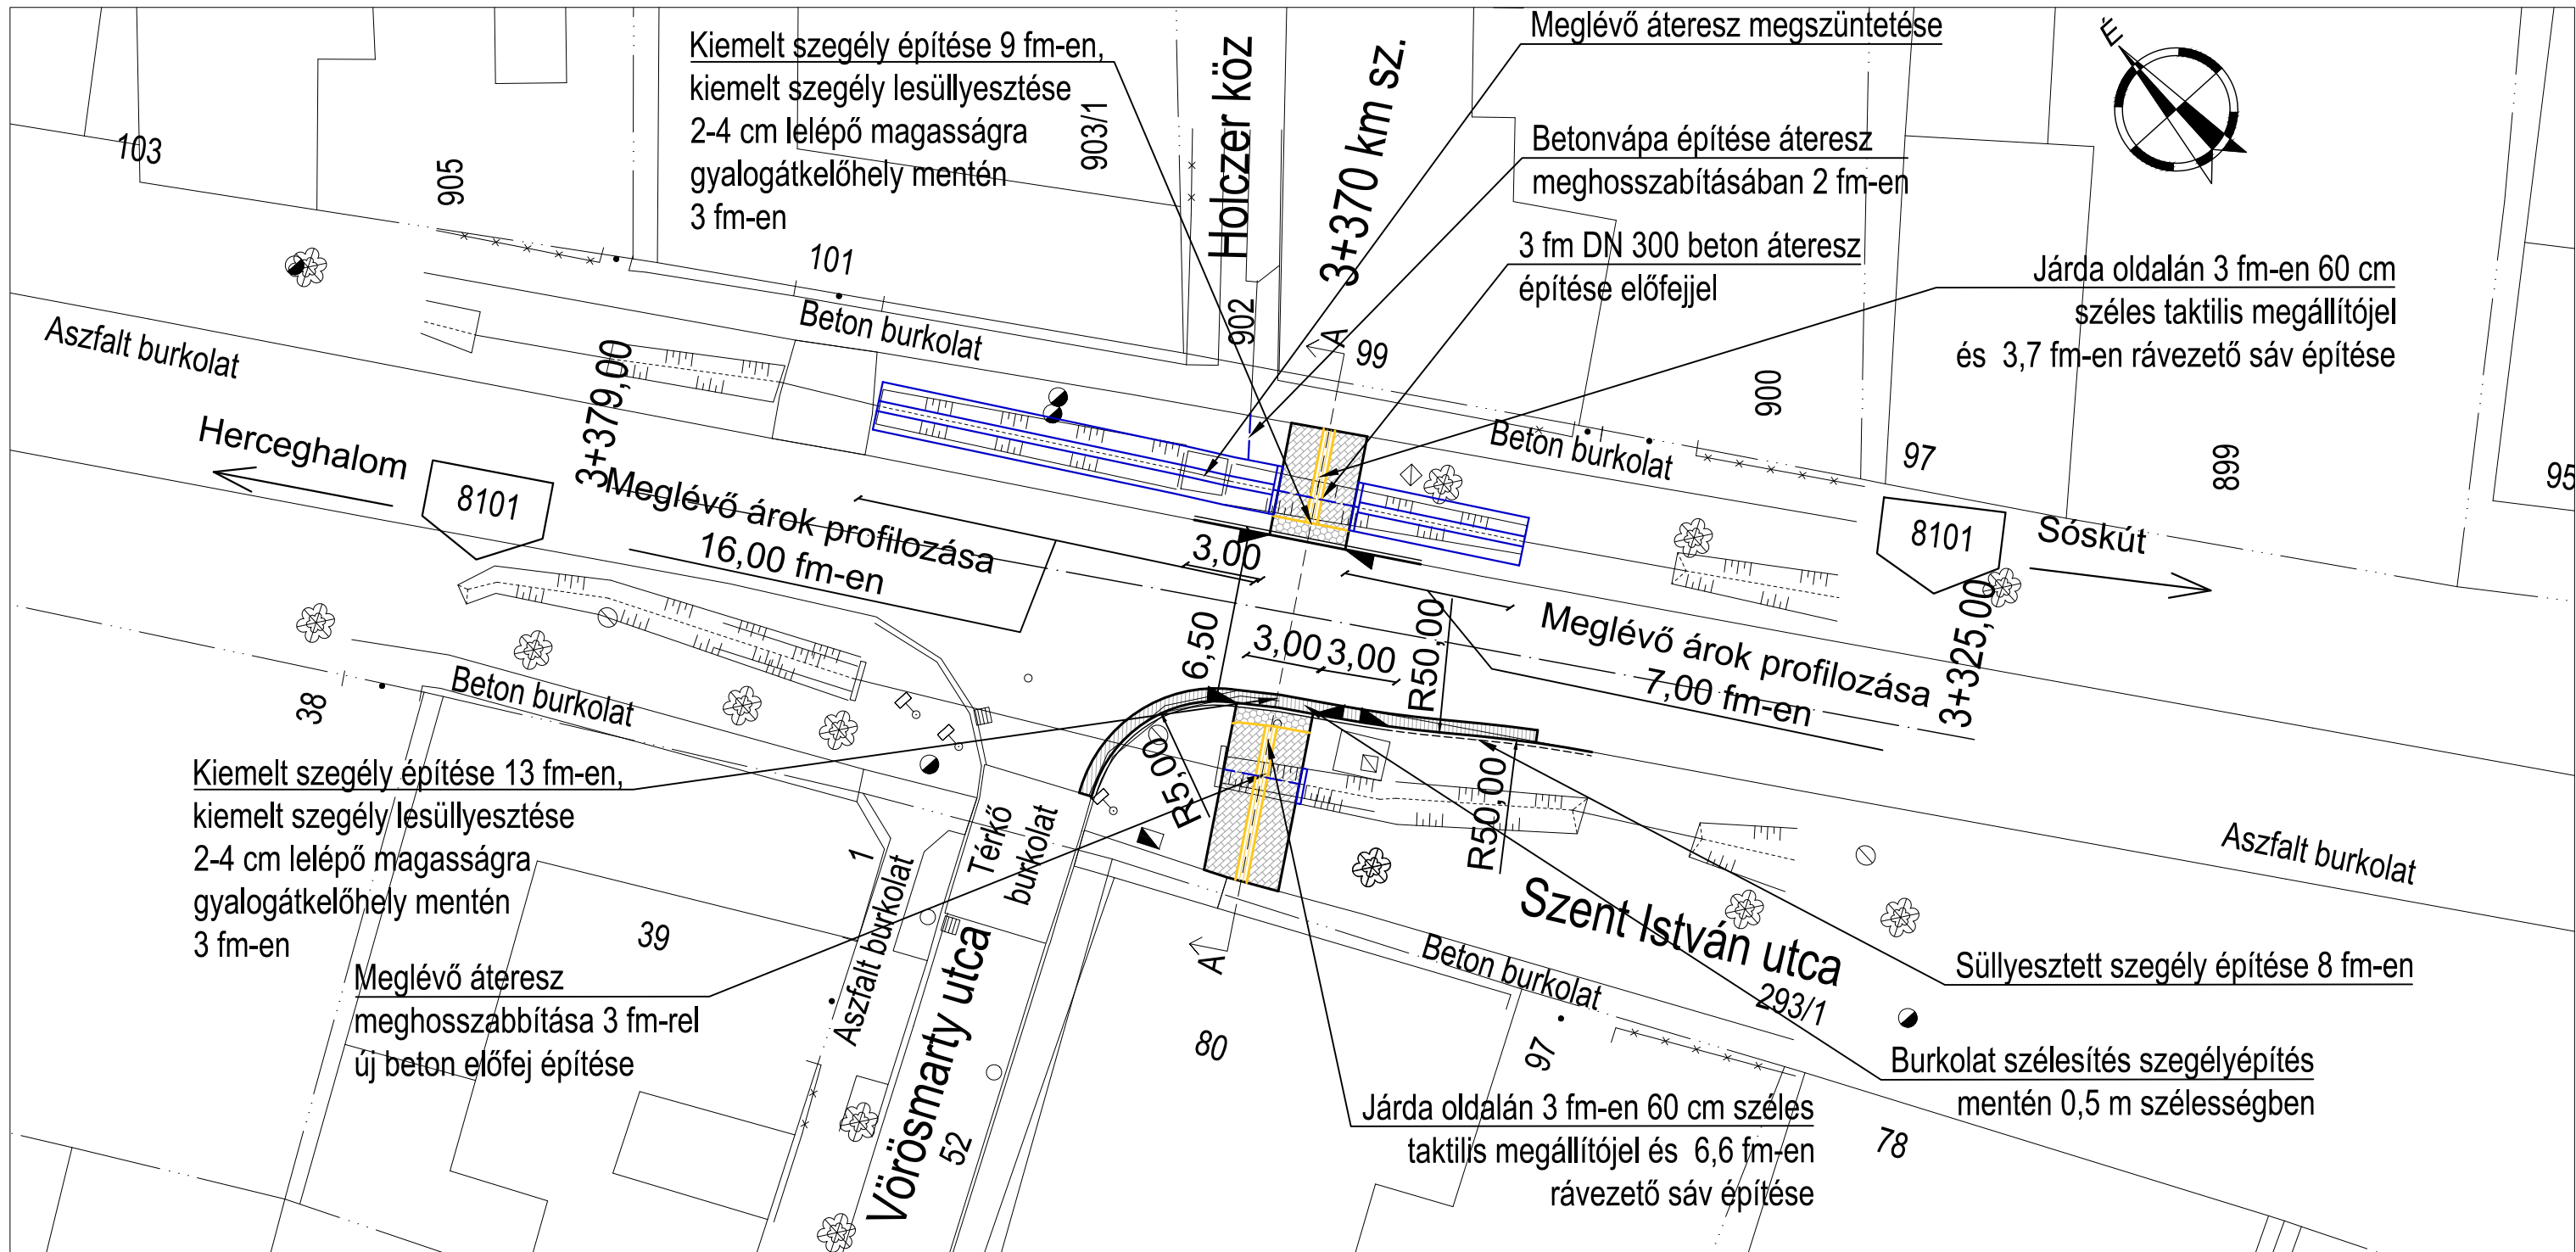 Kiemelt szegély építése 9 fm-en,
kiemelt szegély lesüllyesztése
2-4 cm lelépő magasságra
gyalogátkelőhely mentén
3 fm-en
Meglévő áteresz megszüntetése
Betonvápa építése áteresz
meghosszabításában 2 fm-en
3 fm DN 300 beton áteresz
építése előfejjel
Járda oldalán 3 fm-en 60 cm
széles taktilis megállítójel
és 3,7 fm-en rávezető sáv építése
É
Holczer köz
3+370 km sz.
103
905
903/1
101
902
A
99
900
97
899
95
Beton burkolat
Aszfalt burkolat
Beton burkolat
3+379,00
Herceghalom
8101
Meglévő árok profilozása
16,00 fm-en
3,00
8101
Sóskút
6,50
3,00
3,00
R50,00
Meglévő árok profilozása
7,00 fm-en
3+325,00
38
Beton burkolat
R5,00
R50,00
Kiemelt szegély építése 13 fm-en,
kiemelt szegély lesüllyesztése
2-4 cm lelépő magasságra
gyalogátkelőhely mentén
3 fm-en
1
Térkő
burkolat
Aszfalt burkolat
39
Aszfalt burkolat
Szent István utca
293/1
Beton burkolat
A
Vörösmarty utca
52
Meglévő áteresz
meghosszabbítása 3 fm-rel
új beton előfej építése
80
97
78
Süllyesztett szegély építése 8 fm-en
Burkolat szélesítés szegélyépítés
mentén 0,5 m szélességben
Járda oldalán 3 fm-en 60 cm széles
taktilis megállítójel és 6,6 fm-en
rávezető sáv építése